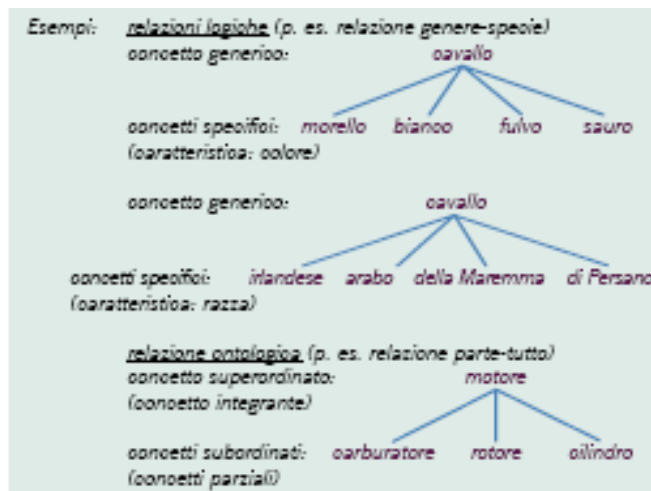 Esempi: relazioni logiche (p. es. relazione genere-specie)
concetto generico: cavallo
concetti specifici: morello bianco fulvo sauro
(caratteristica: colore)
concetto generico: cavallo
concetti specifici: irlandese arabo della Maremma di Persano
(caratteristica: razza)
relazione ontologica (p. es. relazione parte-tutto)
concetto superordinato: motore
(concetto integrante)
concetti subordinati: carburatore rotore cilindro
(concetti parziali)